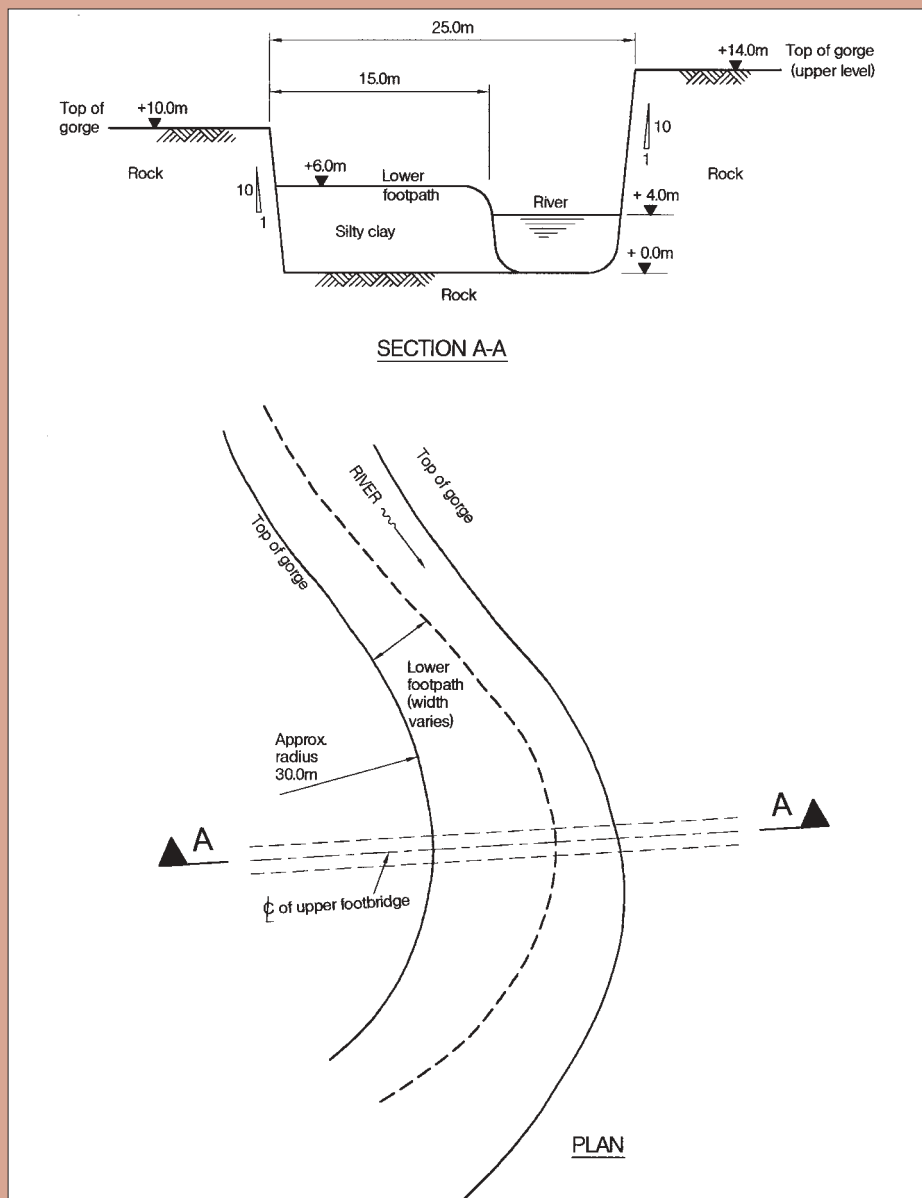 25.0m
+14.0m
Top of gorge
(upper level)
15.0m
Top of
gorge
+10.0m
10
1
Rock
+6.0m
Lower
footpath
River
Rock
10
1
+ 4.0m
Silty clay
+ 0.0m
Rock
SECTION A-A
Top of gorge
RIVER
Top of gorge
Lower
footpath
(width
varies)
Approx.
radius
30.0m
A
A
℄ of upper footbridge
PLAN